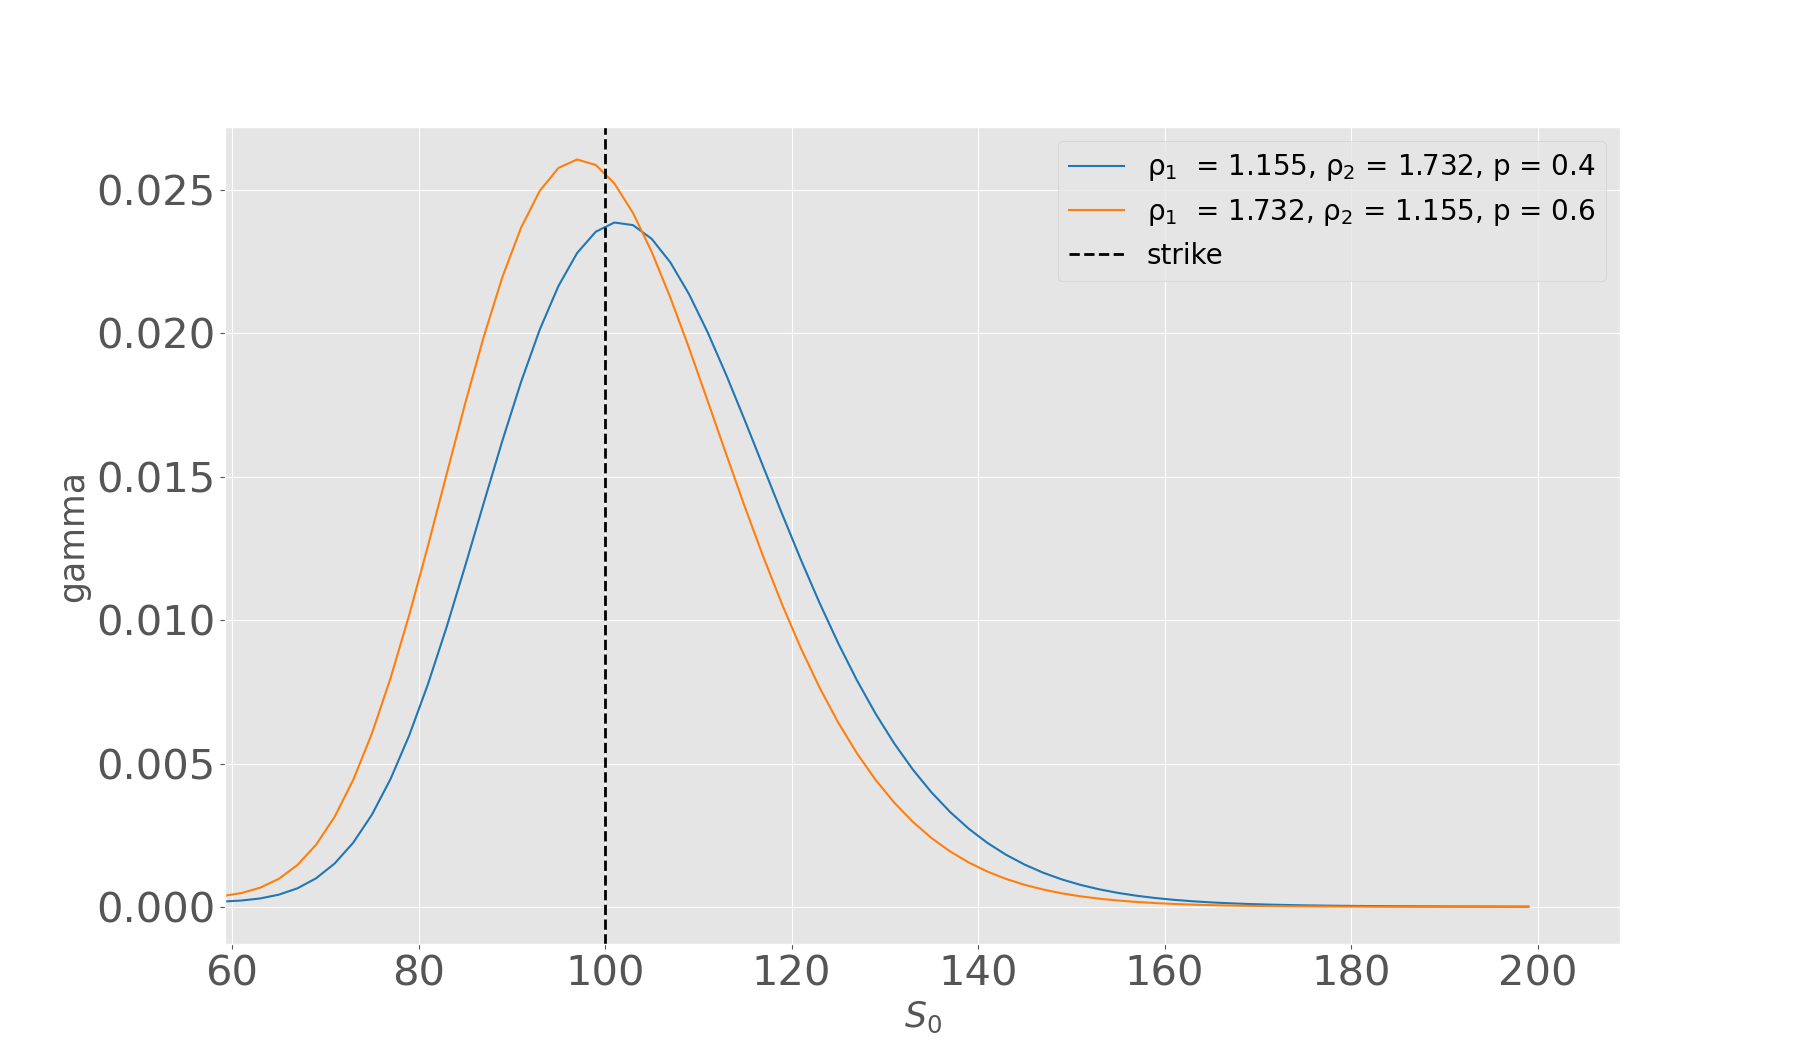 ρ₁ = 1.155, ρ₂ = 1.732, p = 0.4
ρ₁ = 1.732, ρ₂ = 1.155, p = 0.6
strike
gamma
0.025
0.020
0.015
0.010
0.005
0.000
60 80 100 120 140 160 180 200
S₀